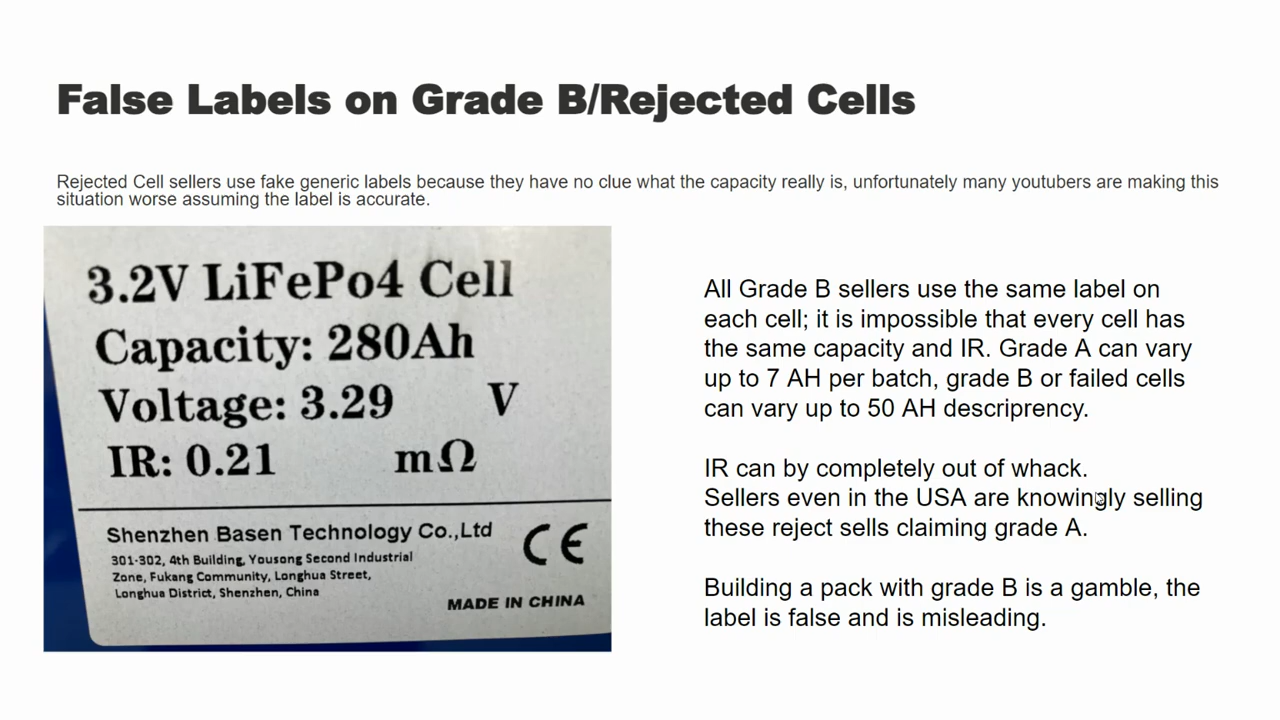 False Labels on Grade B/Rejected Cells
Rejected Cell sellers use fake generic labels because they have no clue what the capacity really is, unfortunately many youtubers are making this
situation worse assuming the label is accurate.
3.2V LiFePo4 Cell
Capacity: 280Ah
Voltage: 3.29 V
IR: 0.21 mΩ
Shenzhen Basen Technology Co.,Ltd
301-302, 4th Building, Yousong Second Industrial
Zone, Fukang Community, Longhua Street,
Longhua District, Shenzhen, China
CE
MADE IN CHINA
All Grade B sellers use the same label on
each cell; it is impossible that every cell has
the same capacity and IR. Grade A can vary
up to 7 AH per batch, grade B or failed cells
can vary up to 50 AH descriprency.
IR can by completely out of whack.
Sellers even in the USA are knowingly selling
these reject sells claiming grade A.
Building a pack with grade B is a gamble, the
label is false and is misleading.